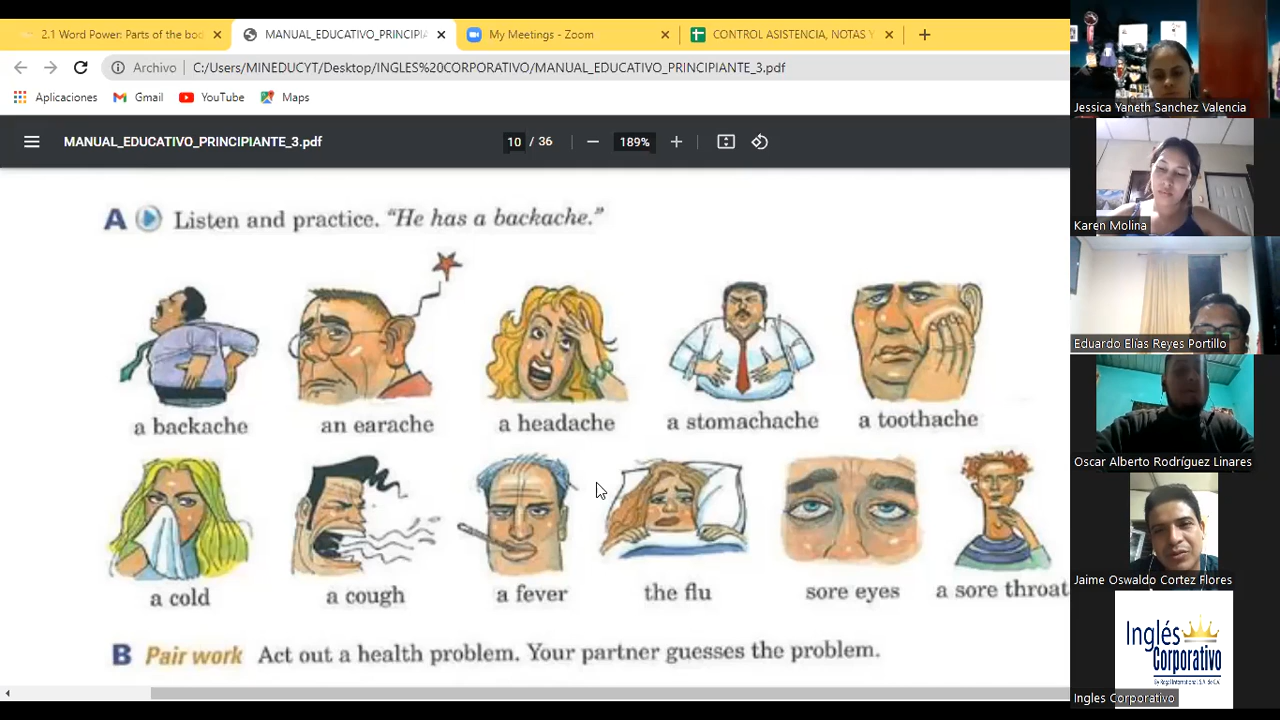 2.1 Word Power: Parts of the bo
MANUAL_EDUCATIVO_PRINCIPIA
My Meetings - Zoom
CONTROL ASISTENCIA, NOTAS Y
Archivo
C:/Users/MINEDUCYT/Desktop/INGLES%20CORPORATIVO/MANUAL_EDUCATIVO_PRINCIPIANTE_3.pdf
Aplicaciones
Gmail
YouTube
Maps
MANUAL_EDUCATIVO_PRINCIPIANTE_3.pdf
10 / 36
189%
A Listen and practice. "He has a backache."
a backache
an earache
a headache
a stomachache
a toothache
a cold
a cough
a fever
the flu
sore eyes
a sore throat
B Pair work Act out a health problem. Your partner guesses the problem.
Jessica Yaneth Sanchez Valencia
Karen Molina
Eduardo Elías Reyes Portillo
Oscar Alberto Rodríguez Linares
Jaime Oswaldo Cortez Flores
Inglés
Corporativo
Ingles Corporativo